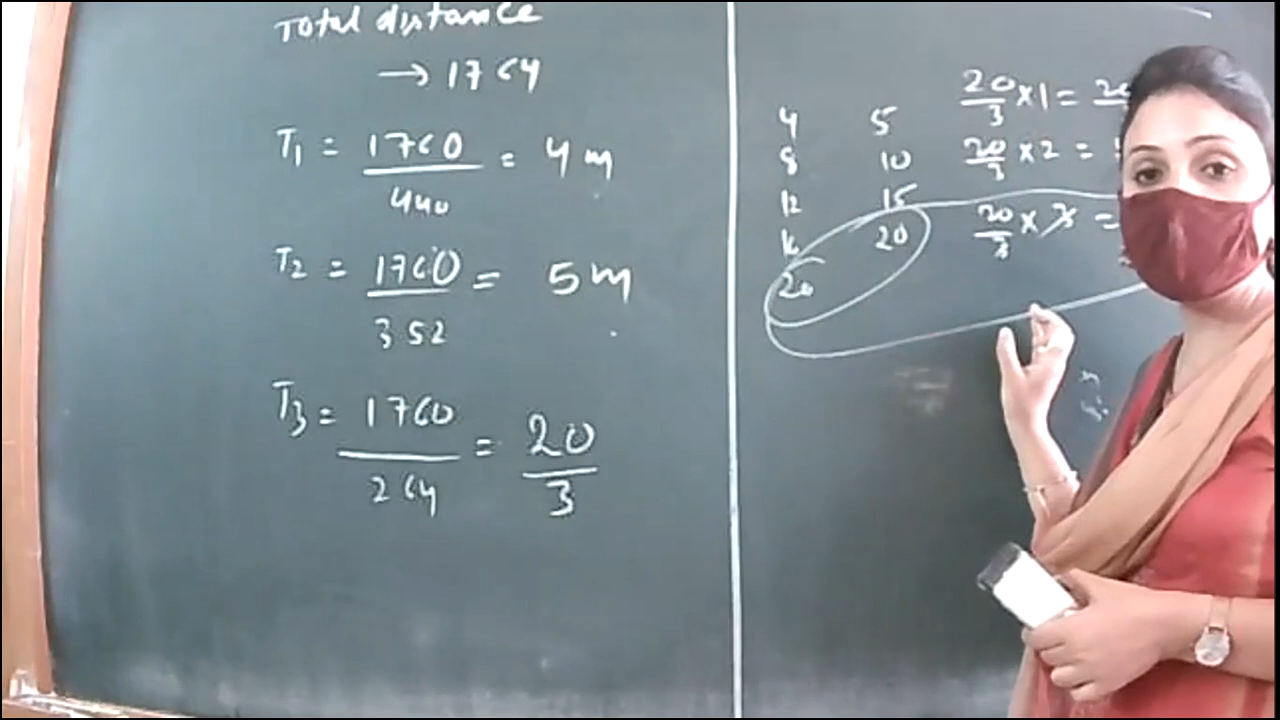 Total distance
→ 1764
T1 = 1760 / 440 = 4 m
T2 = 1760 / 352 = 5 m
T3 = 1760 / 264 = 20 / 3
4 5 20/3 × 1 =
8 10 20/3 × 2 =
12 15
16 20 20/3 × 3 =
20